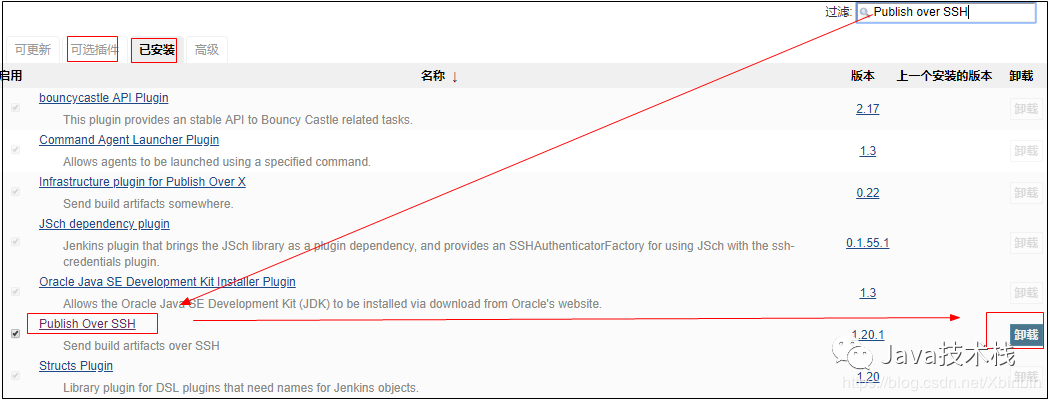 过滤: Publish over SSH
可更新 可选插件 已安装 高级
启用 名称 ↓ 版本 上一个安装的版本 卸载
bouncycastle API Plugin 2.17 卸载
This plugin provides an stable API to Bouncy Castle related tasks.
Command Agent Launcher Plugin 1.3 卸载
Allows agents to be launched using a specified command.
Infrastructure plugin for Publish Over X 0.22 卸载
Send build artifacts somewhere.
JSch dependency plugin 0.1.55.1 卸载
Jenkins plugin that brings the JSch library as a plugin dependency, and provides an SSHAuthenticatorFactory for using JSch with the ssh-
credentials plugin.
Oracle Java SE Development Kit Installer Plugin 1.3 卸载
Allows the Oracle Java SE Development Kit (JDK) to be installed via download from Oracle's website.
Publish Over SSH 1.20.1 卸载
Send build artifacts over SSH
Java技术栈
Structs Plugin 1.20 卸载
Library plugin for DSL plugins that need names for Jenkins objects.
https://blog.csdn.net/Xbinbin